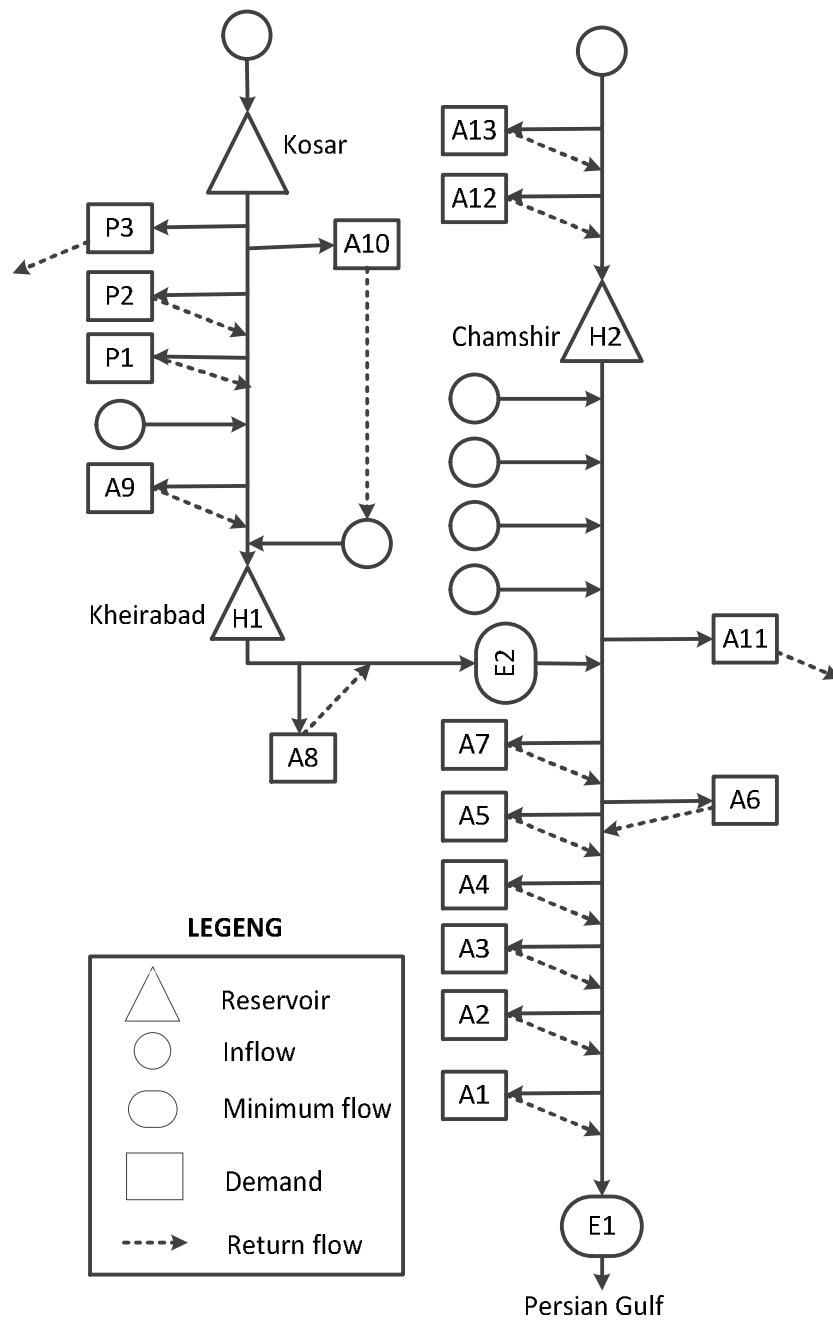 Kosar
P3
A10
P2
P1
A9
Kheirabad
H1
A8
E2
A13
A12
Chamshir
H2
A11
A7
A6
A5
A4
A3
A2
A1
E1
Persian Gulf
LEGENG
Reservoir
Inflow
Minimum flow
Demand
Return flow